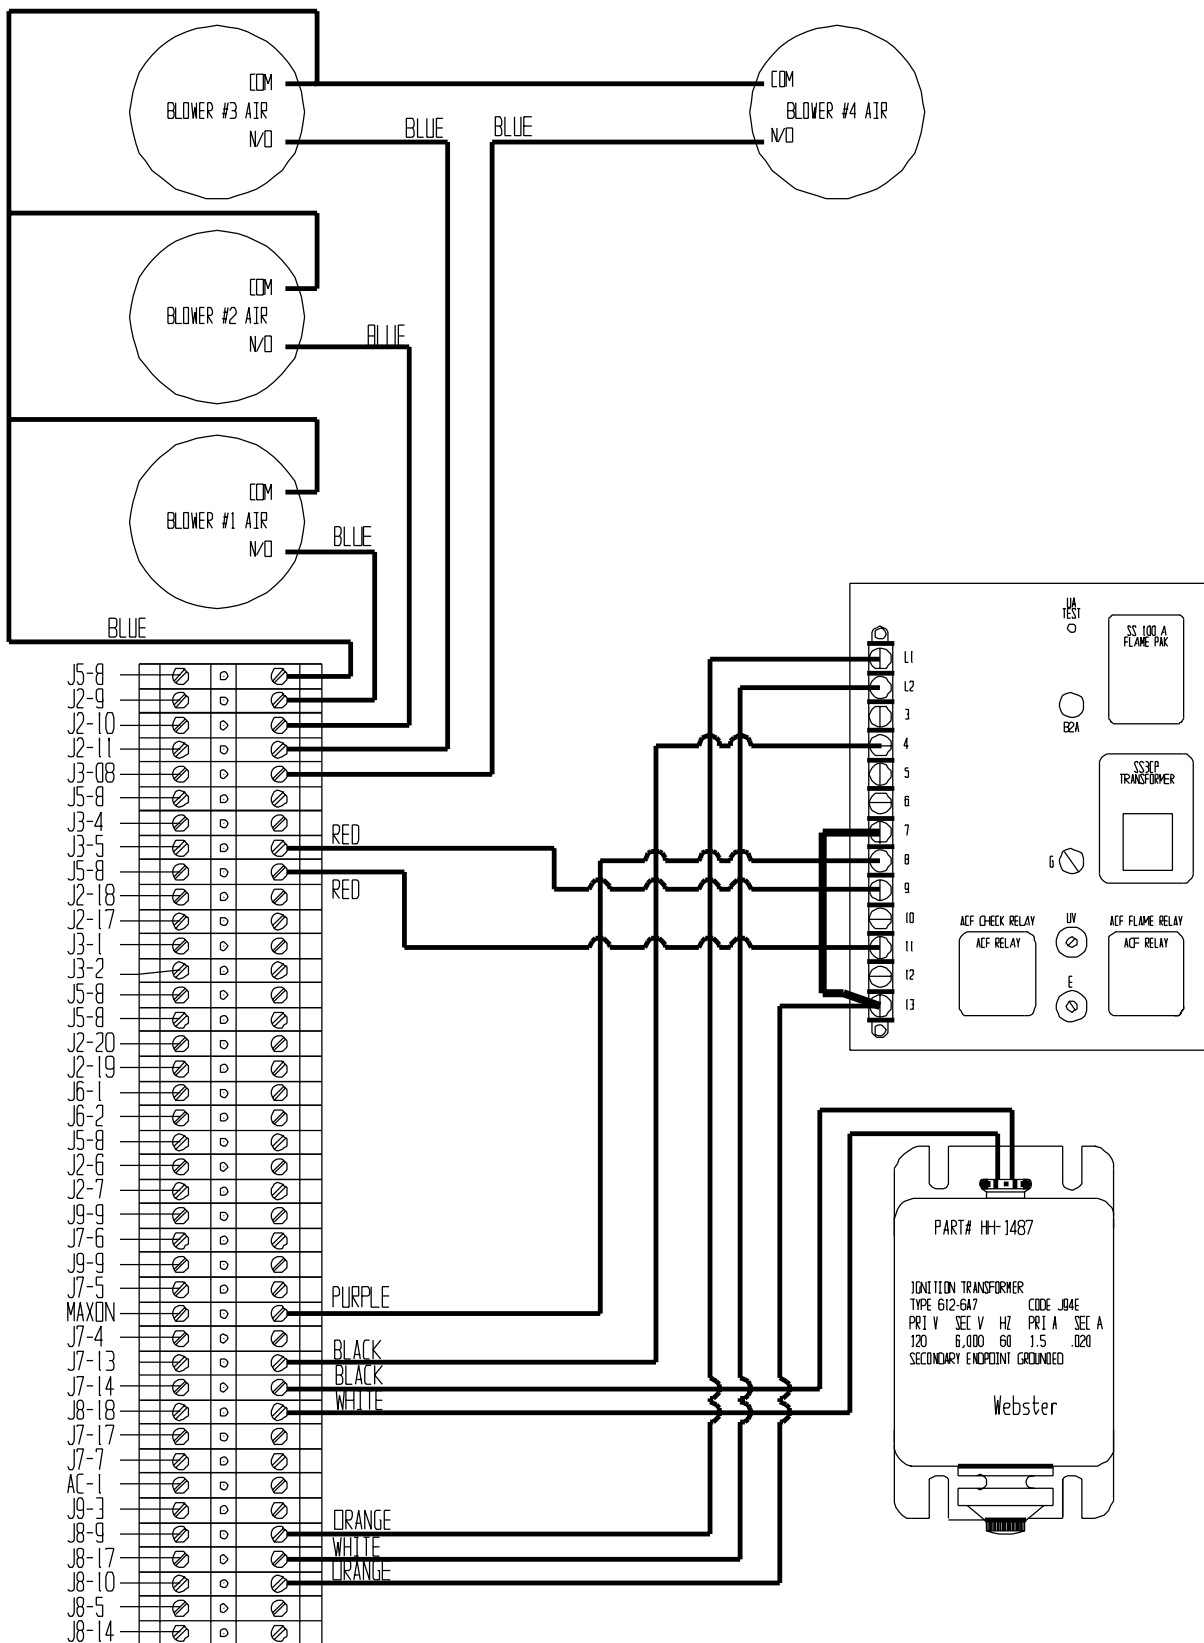 COM
BLOWER #3 AIR
N/O
BLUE
BLUE
COM
BLOWER #4 AIR
N/O
COM
BLOWER #2 AIR
N/O
BLUE
COM
BLOWER #1 AIR
N/O
BLUE
BLUE
J5-8
J2-9
J2-10
J2-11
J3-08
J5-8
J3-4
J3-5
J5-8
J2-18
J2-17
J3-1
J3-2
J5-8
J5-8
J2-20
J2-19
J6-1
J6-2
J5-8
J2-6
J2-7
J9-9
J7-6
J9-9
J7-5
MAXON
J7-4
J7-13
J7-14
J8-18
J7-17
J7-7
AC-1
J9-3
J8-9
J8-17
J8-10
J8-5
J8-14
RED
RED
PURPLE
BLACK
BLACK
WHITE
ORANGE
WHITE
ORANGE
L1
L2
3
4
5
6
7
8
9
10
11
12
13
UA
TEST
SS 100 A
FLAME PAK
B2A
SS3CP
TRANSFORMER
G
ACF CHECK RELAY
ACF RELAY
UV
E
ACF FLAME RELAY
ACF RELAY
PART# HH-1487
IGNITION TRANSFORMER
TYPE 612-6A7 CODE J94E
PRI V SEC V HZ PRI A SEC A
120 6,000 60 1.5 .020
SECONDARY ENDPOINT GROUNDED
Webster